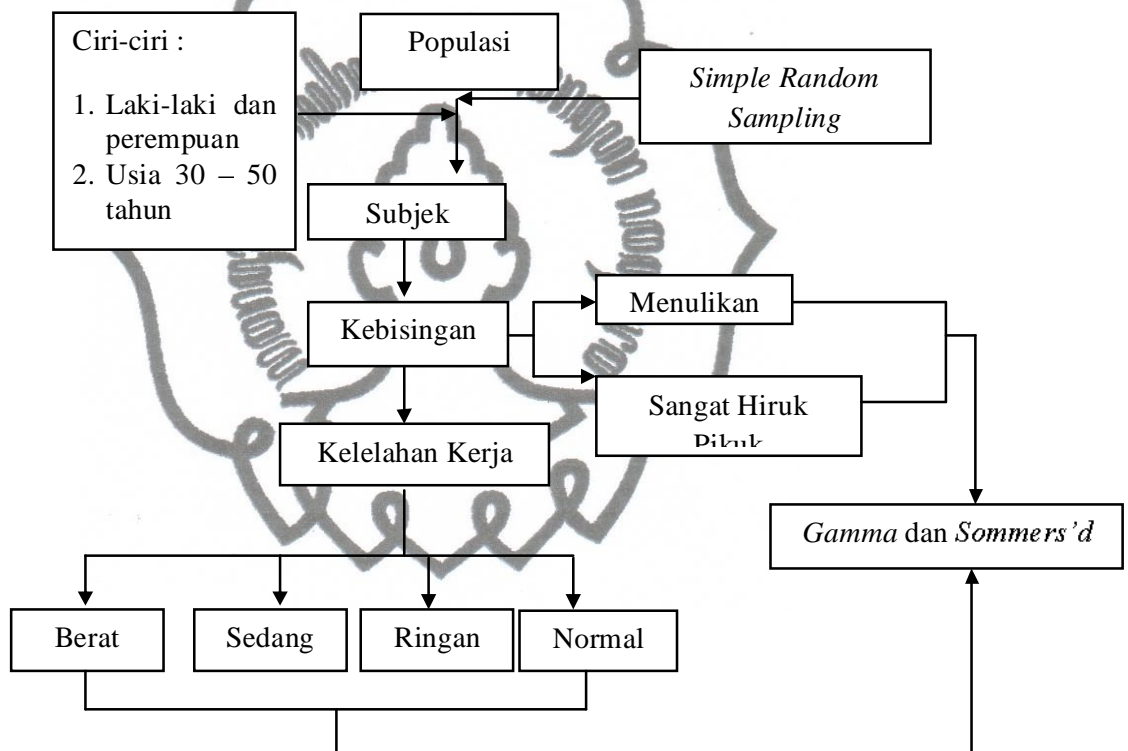 Ciri-ciri :
1. Laki-laki dan
perempuan
2. Usia 30 – 50
tahun
Populasi
Simple Random
Sampling
Subjek
Kebisingan
Menulikan
Sangat Hiruk
Pikuk
Kelelahan Kerja
Gamma dan Sommers’d
Berat
Sedang
Ringan
Normal